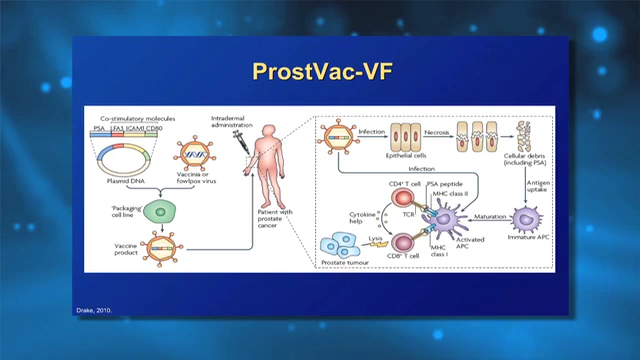 ProstVac-VF
Co-stimulatory molecules
PSA LFA3 ICAM1 CD80
Plasmid DNA
Vaccinia or
fowlpox virus
'Packaging'
cell line
Vaccine
product
Intradermal
administration
Patient with
prostate
cancer
Infection
Epithelial cells
Necrosis
Cellular debris
(including PSA)
Infection
Antigen
uptake
CD4+ T cell
PSA peptide
MHC class II
TCR
Cytokine
help
Maturation
Immature APC
Activated
APC
MHC
class I
Lysis
CD8+ T cell
Prostate tumour
Drake, 2010.